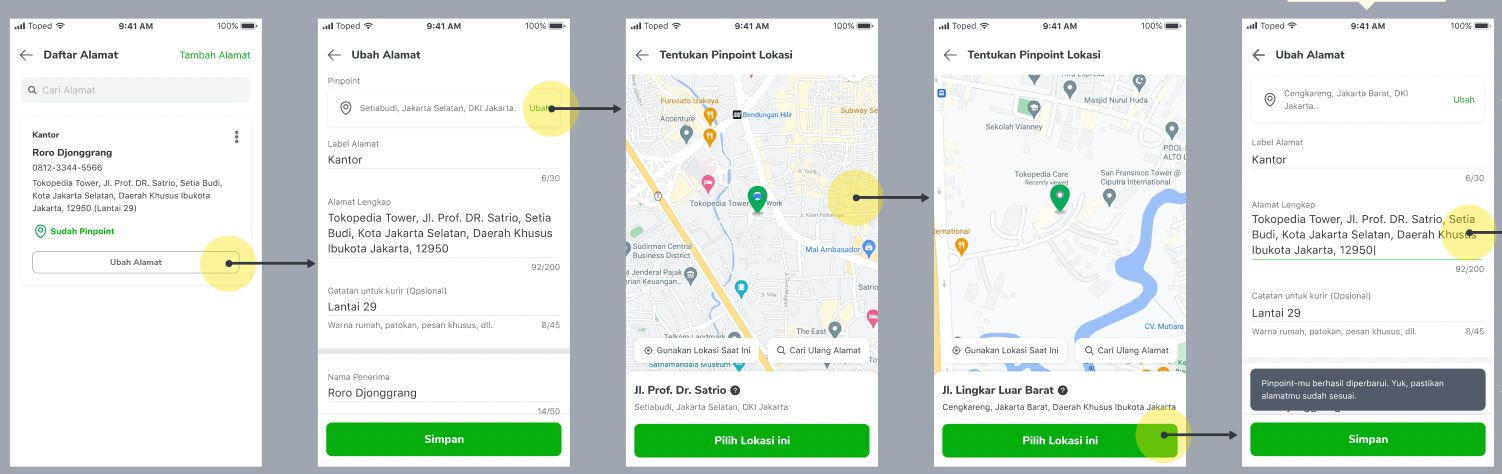 Toped
9:41 AM
100%
Daftar Alamat
Tambah Alamat
Cari Alamat
Kantor
Roro Djonggrang
0812-3344-5566
Tokopedia Tower, Jl. Prof. DR. Satrio, Setia Budi,
Kota Jakarta Selatan, Daerah Khusus Ibukota
Jakarta, 12950 (Lantai 29)
Sudah Pinpoint
Ubah Alamat
Toped
9:41 AM
100%
Ubah Alamat
Pinpoint
Setiabudi, Jakarta Selatan, DKI Jakarta.
Ubah
Label Alamat
Kantor
6/30
Alamat Lengkap
Tokopedia Tower, Jl. Prof. DR. Satrio, Setia
Budi, Kota Jakarta Selatan, Daerah Khusus
Ibukota Jakarta, 12950
92/200
Catatan untuk kurir (Opsional)
Lantai 29
Warna rumah, patokan, pesan khusus, dll.
8/45
Nama Penerima
Roro Djonggrang
14/50
Simpan
Toped
9:41 AM
100%
Tentukan Pinpoint Lokasi
Furusato Izakaya
Accenture
Bendungan Hilir
Subway Se
Tokopedia Tower
Work
Sudirman Central
Business District
Mal Ambasador
t Jenderal Pajak
erian Keuangan...
Satrio
The East
Telkom Landmark
Gunakan Lokasi Saat Ini
Cari Ulang Alamat
Sathamandala Museum
Jl. Prof. Dr. Satrio
Setiabudi, Jakarta Selatan, DKI Jakarta
Pilih Lokasi ini
Toped
9:41 AM
100%
Tentukan Pinpoint Lokasi
Masjid Nurul Huda
Sekolah Vianney
POOL
ALTO L
Tokopedia Care
Recently viewed
San Fransisco Tower @
Ciputra International
ernational
CV. Mutiara
Gunakan Lokasi Saat Ini
Cari Ulang Alamat
Jl. Lingkar Luar Barat
Cengkareng, Jakarta Barat, Daerah Khusus Ibukota Jakarta
Pilih Lokasi ini
Toped
9:41 AM
100%
Ubah Alamat
Cengkareng, Jakarta Barat, DKI
Jakarta.
Ubah
Label Alamat
Kantor
6/30
Alamat Lengkap
Tokopedia Tower, Jl. Prof. DR. Satrio, Setia
Budi, Kota Jakarta Selatan, Daerah Khusus
Ibukota Jakarta, 12950
92/200
Catatan untuk kurir (Opsional)
Lantai 29
Warna rumah, patokan, pesan khusus, dll.
8/45
Pinpoint-mu berhasil diperbarui. Yuk, pastikan
alamatmu sudah sesuai.
Simpan